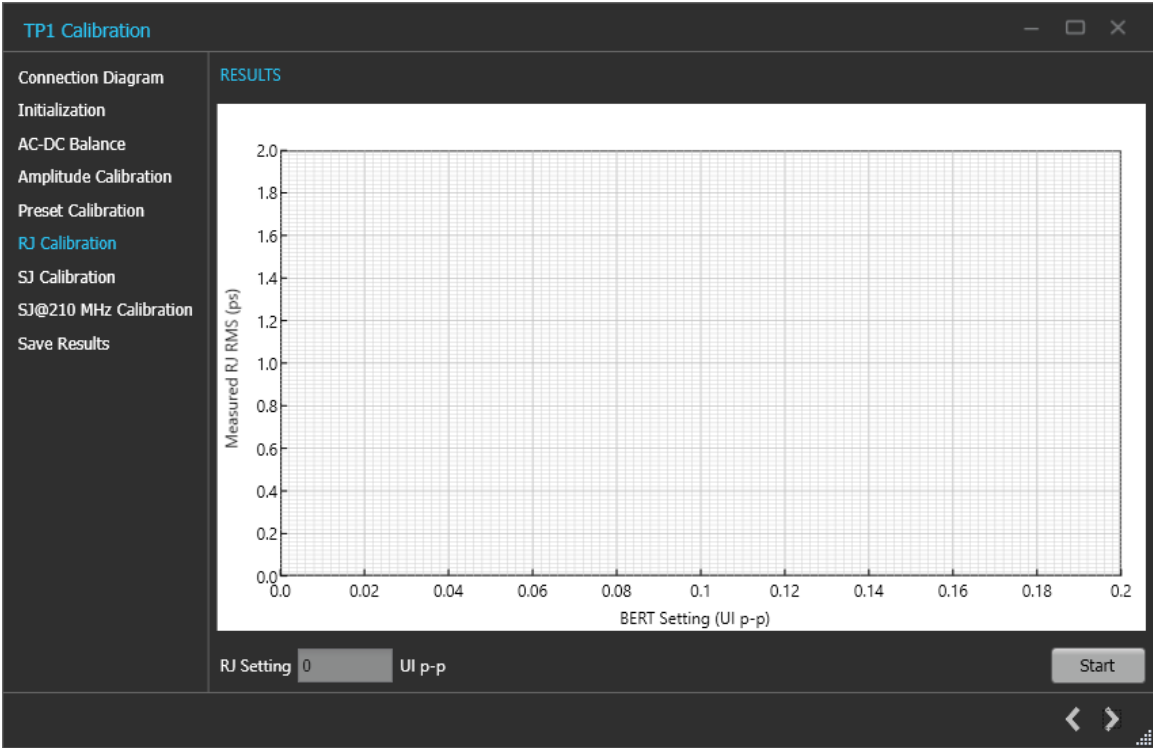 TP1 Calibration
Connection Diagram
Initialization
AC-DC Balance
Amplitude Calibration
Preset Calibration
RJ Calibration
SJ Calibration
SJ@210 MHz Calibration
Save Results
RESULTS
Measured RJ RMS (ps)
2.0
1.8
1.6
1.4
1.2
1.0
0.8
0.6
0.4
0.2
0.0
0.0 0.02 0.04 0.06 0.08 0.1 0.12 0.14 0.16 0.18 0.2
BERT Setting (UI p-p)
RJ Setting 0 UI p-p
Start